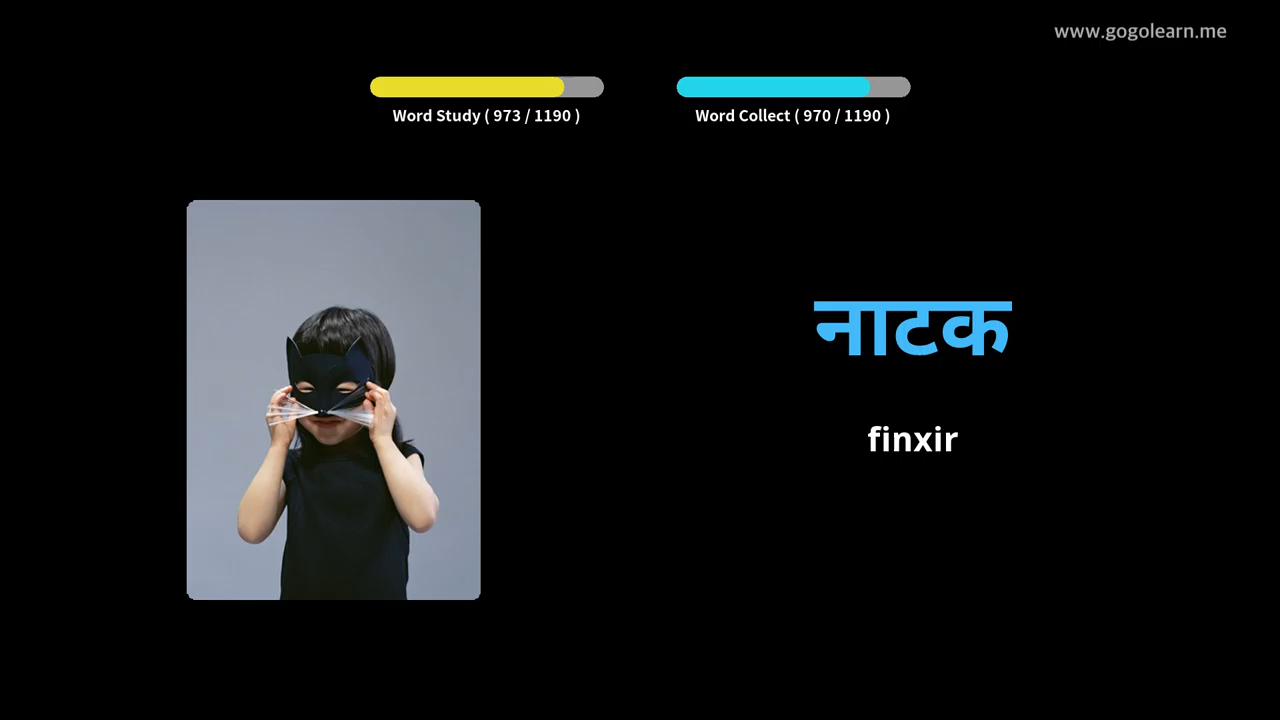 www.gogolearn.me
Word Study ( 973 / 1190 )
Word Collect ( 970 / 1190 )
नाटक
finxir